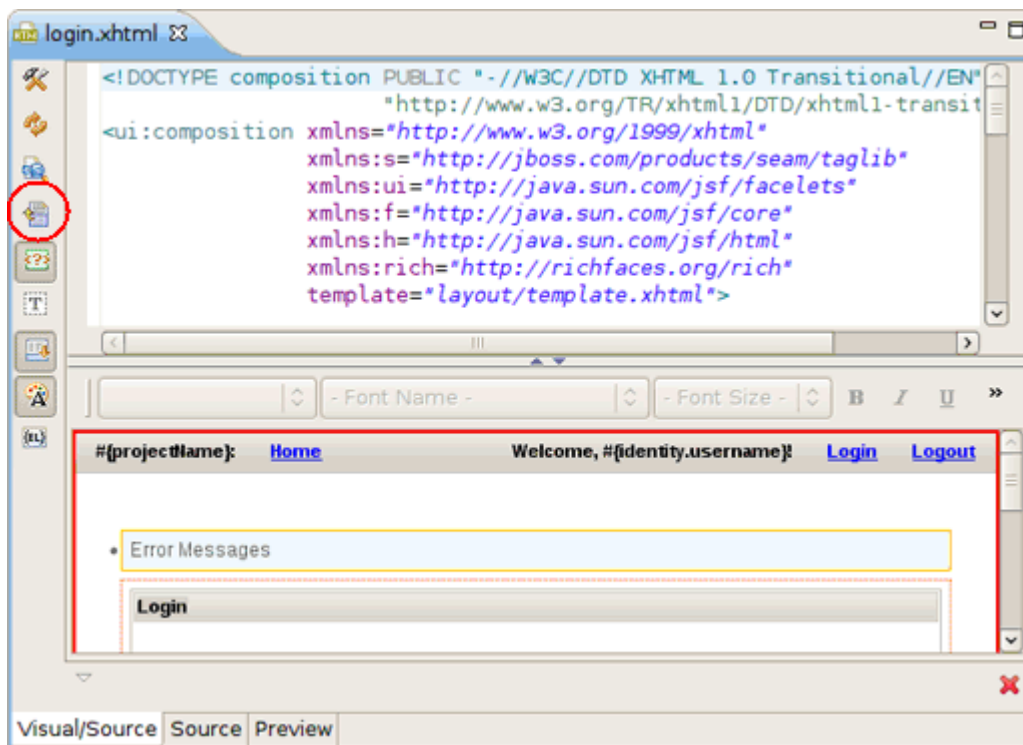 login.xhtml
<!DOCTYPE composition PUBLIC "-//W3C//DTD XHTML 1.0 Transitional//EN"
"http://www.w3.org/TR/xhtml1/DTD/xhtml1-transit
<ui:composition xmlns="http://www.w3.org/1999/xhtml"
xmlns:s="http://jboss.com/products/seam/taglib"
xmlns:ui="http://java.sun.com/jsf/facelets"
xmlns:f="http://java.sun.com/jsf/core"
xmlns:h="http://java.sun.com/jsf/html"
xmlns:rich="http://richfaces.org/rich"
template="layout/template.xhtml">
- Font Name - - Font Size - B I U »
#{projectName}: Home Welcome, #{identity.username}! Login Logout
Error Messages
Login
Visual/Source Source Preview